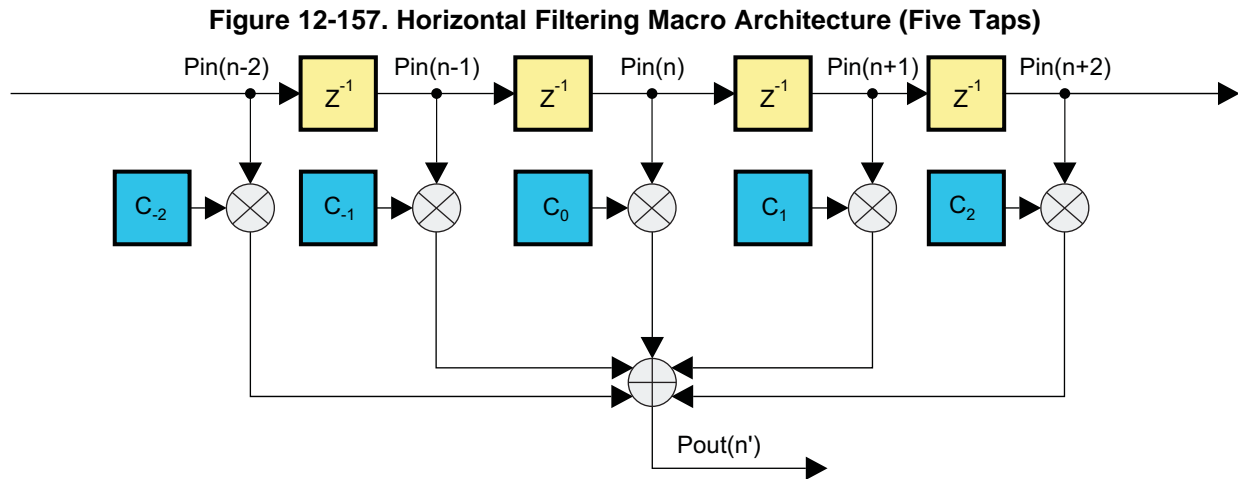 Figure 12-157. Horizontal Filtering Macro Architecture (Five Taps)
Pin(n-2) Pin(n-1) Pin(n) Pin(n+1) Pin(n+2)
Z⁻¹ Z⁻¹ Z⁻¹ Z⁻¹
C₋₂ C₋₁ C₀ C₁ C₂
Pout(n')